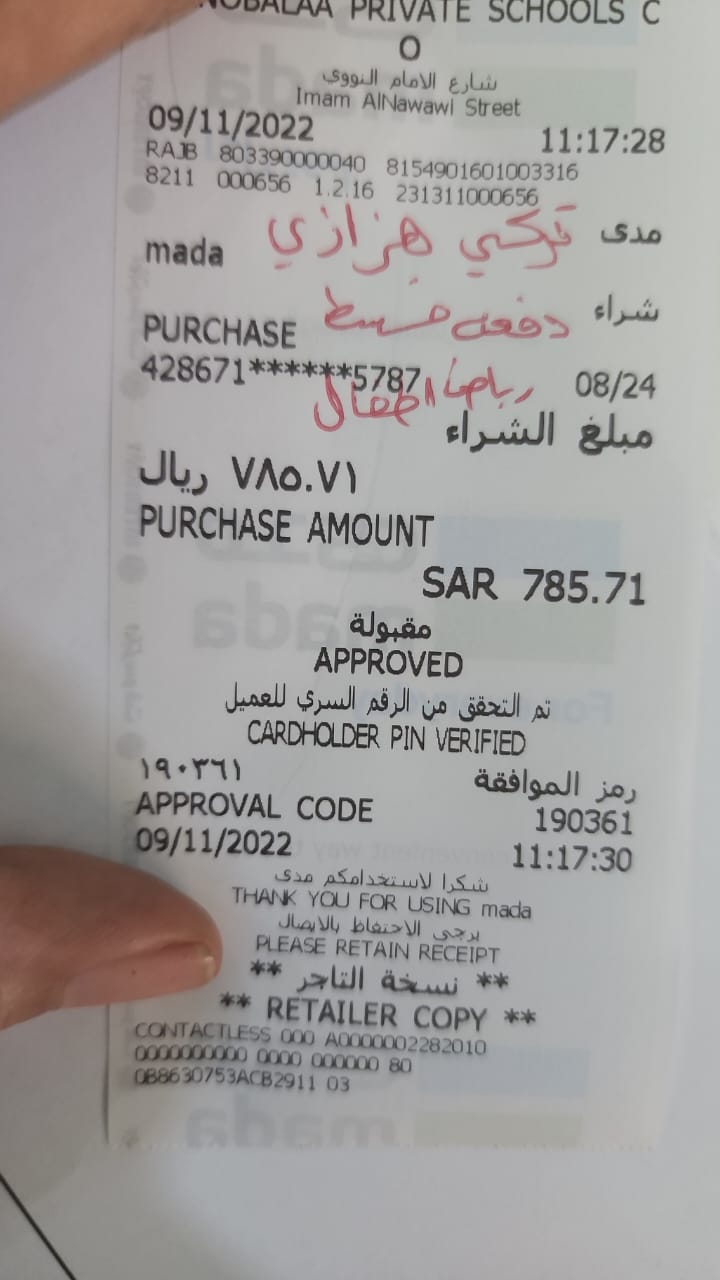 NOBALAA PRIVATE SCHOOLS C
O
شارع الامام النووي
Imam AlNawawi Street
09/11/2022 11:17:28
RAJB 803390000040 8154901601003316
8211 000656 1.2.16 231311000656
مدى
mada تركي هزازي
شراء
PURCHASE دفعه قسط
428671******5787 08/24
رياض اطفال
مبلغ الشراء
٧٨٥.٧١ ريال
PURCHASE AMOUNT
SAR 785.71
مقبولة
APPROVED
تم التحقق من الرقم السري للعميل
CARDHOLDER PIN VERIFIED
١٩٠٣٦١ رمز الموافقة
APPROVAL CODE 190361
09/11/2022 11:17:30
شكرا لاستخدامكم مدى
THANK YOU FOR USING mada
يرجى الاحتفاظ بالايصال
PLEASE RETAIN RECEIPT
** نسخة التاجر **
** RETAILER COPY **
CONTACTLESS 000 A0000002282010
0000000000 0000 000000 80
0B8630753ACB2911 03